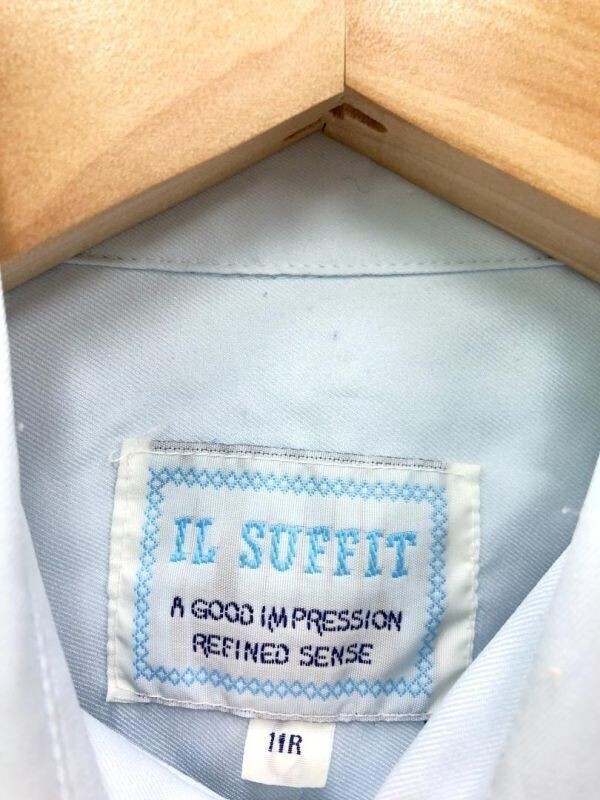 IL SUFFIT
A GOOD IMPRESSION
REFINED SENSE
11R